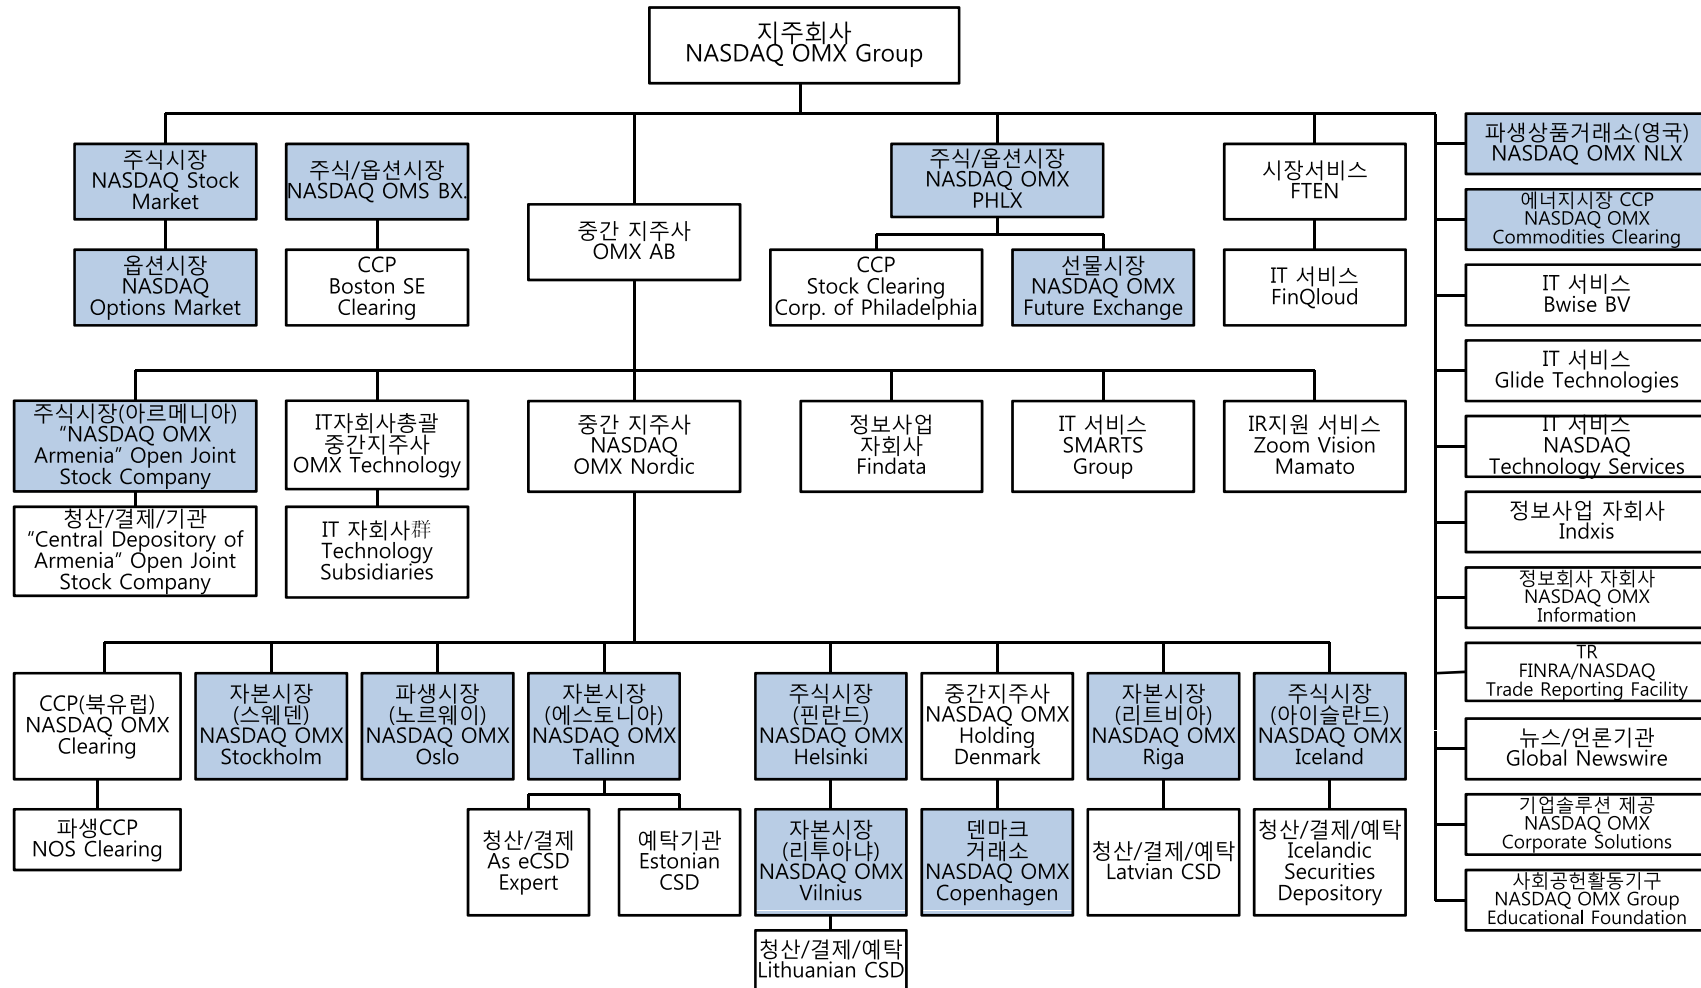 지주회사
NASDAQ OMX Group
주식시장
NASDAQ Stock
Market
주식/옵션시장
NASDAQ OMS BX.
주식/옵션시장
NASDAQ OMX
PHLX
시장서비스
FTEN
파생상품거래소(영국)
NASDAQ OMX NLX
에너지시장 CCP
NASDAQ OMX
Commodities Clearing
중간 지주사
OMX AB
옵션시장
NASDAQ
Options Market
CCP
Boston SE
Clearing
CCP
Stock Clearing
Corp. of Philadelphia
선물시장
NASDAQ OMX
Future Exchange
IT 서비스
FinQloud
IT 서비스
Bwise BV
IT 서비스
Glide Technologies
주식시장(아르메니아)
"NASDAQ OMX
Armenia" Open Joint
Stock Company
IT자회사총괄
중간지주사
OMX Technology
중간 지주사
NASDAQ
OMX Nordic
정보사업
자회사
Findata
IT 서비스
SMARTS
Group
IR지원 서비스
Zoom Vision
Mamato
IT 서비스
NASDAQ
Technology Services
청산/결제/기관
"Central Depository of
Armenia" Open Joint
Stock Company
IT 자회사群
Technology
Subsidiaries
정보사업 자회사
Indxis
정보회사 자회사
NASDAQ OMX
Information
TR
FINRA/NASDAQ
Trade Reporting Facility
CCP(북유럽)
NASDAQ OMX
Clearing
자본시장
(스웨덴)
NASDAQ OMX
Stockholm
파생시장
(노르웨이)
NASDAQ OMX
Oslo
자본시장
(에스토니아)
NASDAQ OMX
Tallinn
주식시장
(핀란드)
NASDAQ OMX
Helsinki
중간지주사
NASDAQ OMX
Holding
Denmark
자본시장
(리트비아)
NASDAQ OMX
Riga
주식시장
(아이슬란드)
NASDAQ OMX
Iceland
뉴스/언론기관
Global Newswire
파생CCP
NOS Clearing
청산/결제
As eCSD
Expert
예탁기관
Estonian
CSD
자본시장
(리투아냐)
NASDAQ OMX
Vilnius
덴마크
거래소
NASDAQ OMX
Copenhagen
청산/결제/예탁
Latvian CSD
청산/결제/예탁
Icelandic
Securities
Depository
기업솔루션 제공
NASDAQ OMX
Corporate Solutions
사회공헌활동기구
NASDAQ OMX Group
Educational Foundation
청산/결제/예탁
Lithuanian CSD